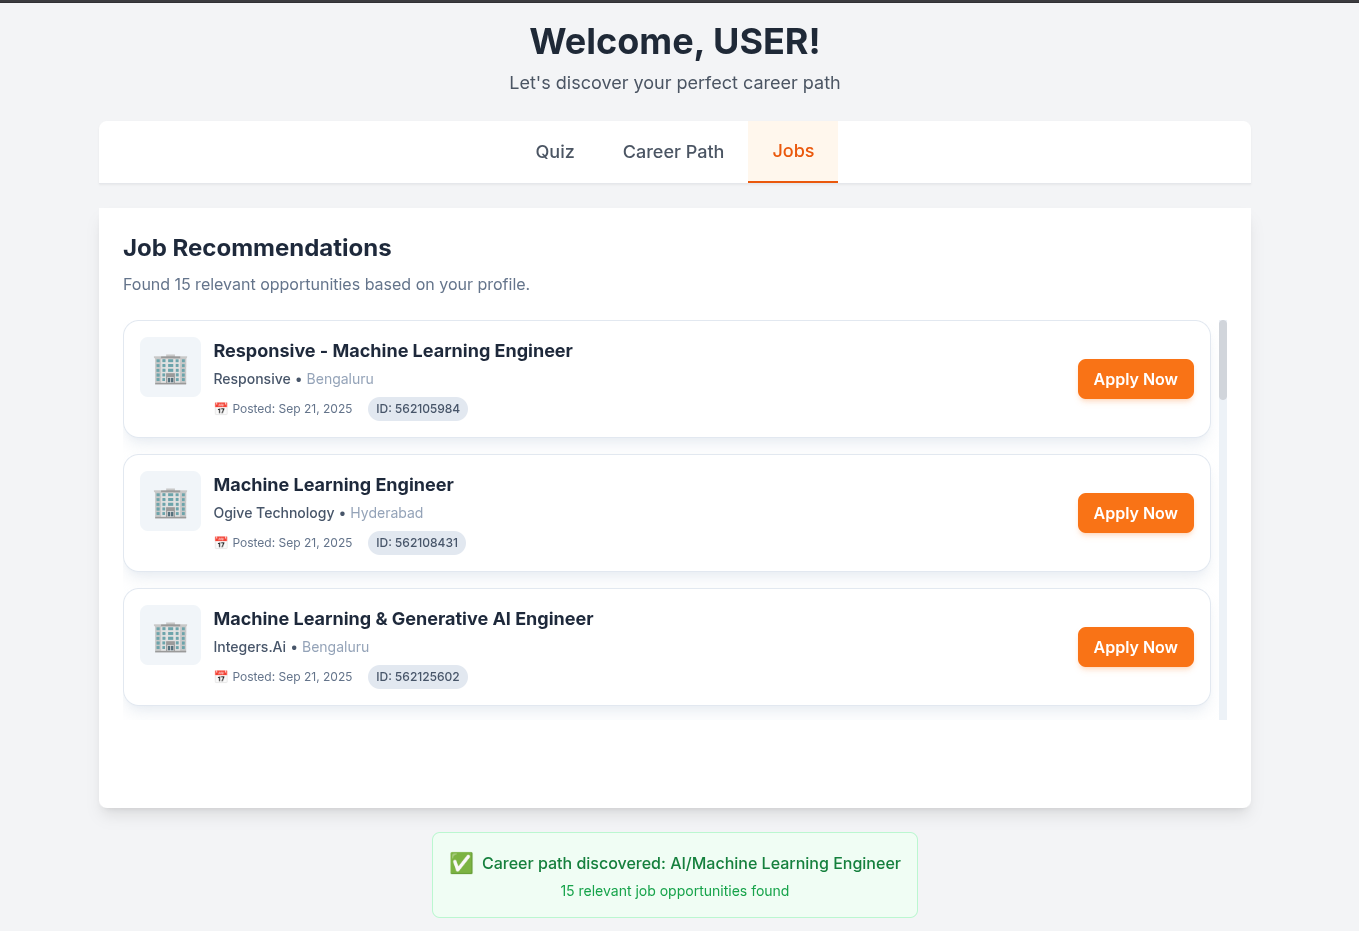 Welcome, USER!
Let's discover your perfect career path
Quiz Career Path Jobs
Job Recommendations
Found 15 relevant opportunities based on your profile.
Responsive - Machine Learning Engineer
Responsive • Bengaluru
Posted: Sep 21, 2025 ID: 562105984
Apply Now
Machine Learning Engineer
Ogive Technology • Hyderabad
Posted: Sep 21, 2025 ID: 562108431
Apply Now
Machine Learning & Generative AI Engineer
Integers.Ai • Bengaluru
Posted: Sep 21, 2025 ID: 562125602
Apply Now
Career path discovered: AI/Machine Learning Engineer
15 relevant job opportunities found